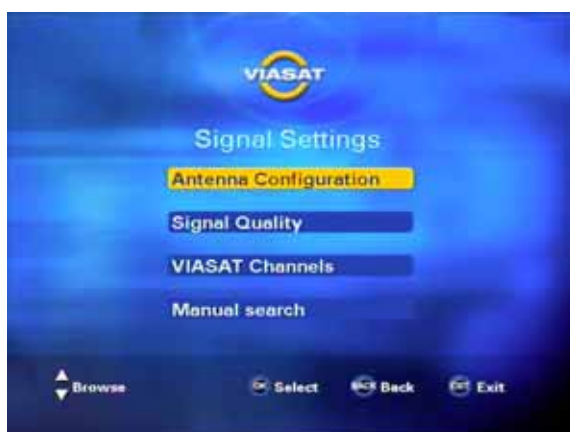 VIASAT
Signal Settings
Antenna Configuration
Signal Quality
VIASAT Channels
Manual search
Browse OK Select BACK Back EXIT Exit